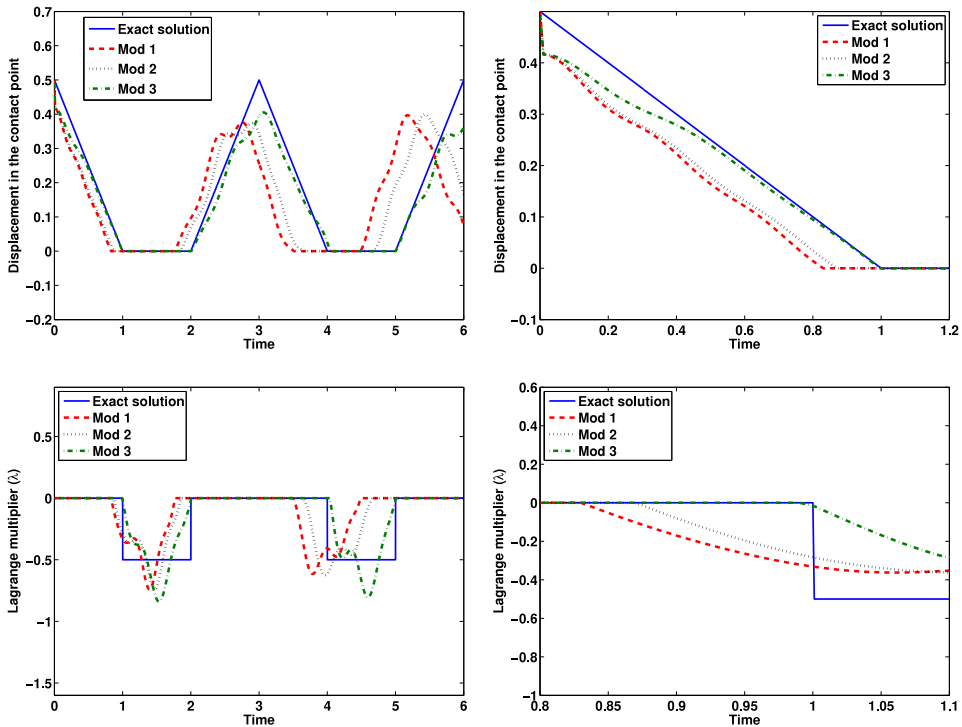 0.7
0.6
0.5
0.4
0.3
0.2
0.1
0
−0.1
−0.2
0 1 2 3 4 5 6
Time
Displacement in the contact point
Exact solution
Mod 1
Mod 2
Mod 3
0.4
0.3
0.2
0.1
0
−0.1
0 0.2 0.4 0.6 0.8 1 1.2
Time
Displacement in the contact point
Exact solution
Mod 1
Mod 2
Mod 3
0.5
0
−0.5
−1
−1.5
0 1 2 3 4 5 6
Time
Lagrange multiplier (λ)
Exact solution
Mod 1
Mod 2
Mod 3
0.6
0.4
0.2
0
−0.2
−0.4
−0.6
−0.8
−1
0.8 0.85 0.9 0.95 1 1.05 1.1
Time
Lagrange multiplier (λ)
Exact solution
Mod 1
Mod 2
Mod 3